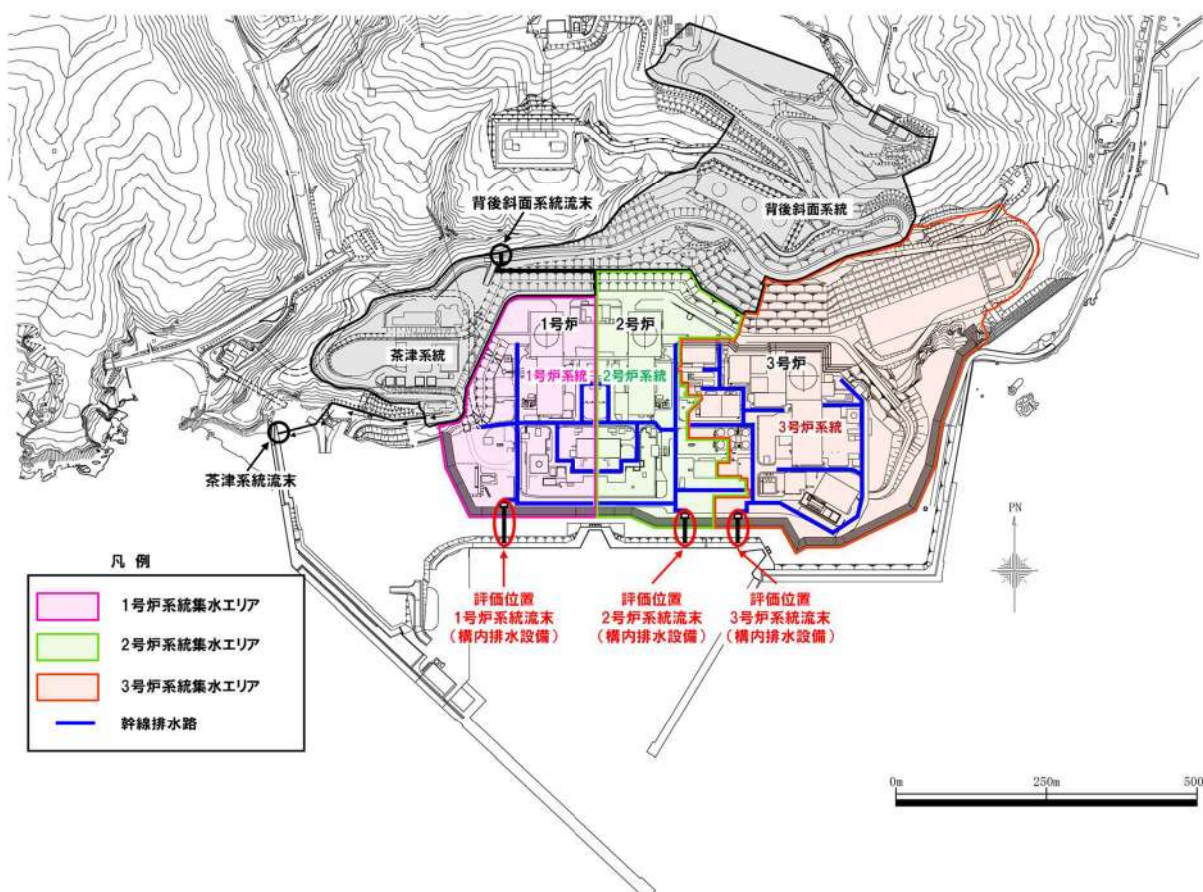 背後斜面系統流末
背後斜面系統
1号炉
2号炉
茶津系統
3号炉
1号炉系統
2号炉系統
3号炉系統
茶津系統流末
PN
凡 例
1号炉系統集水エリア
2号炉系統集水エリア
3号炉系統集水エリア
幹線排水路
評価位置
1号炉系統流末
（構内排水設備）
評価位置
2号炉系統流末
（構内排水設備）
評価位置
3号炉系統流末
（構内排水設備）
0m
250m
500